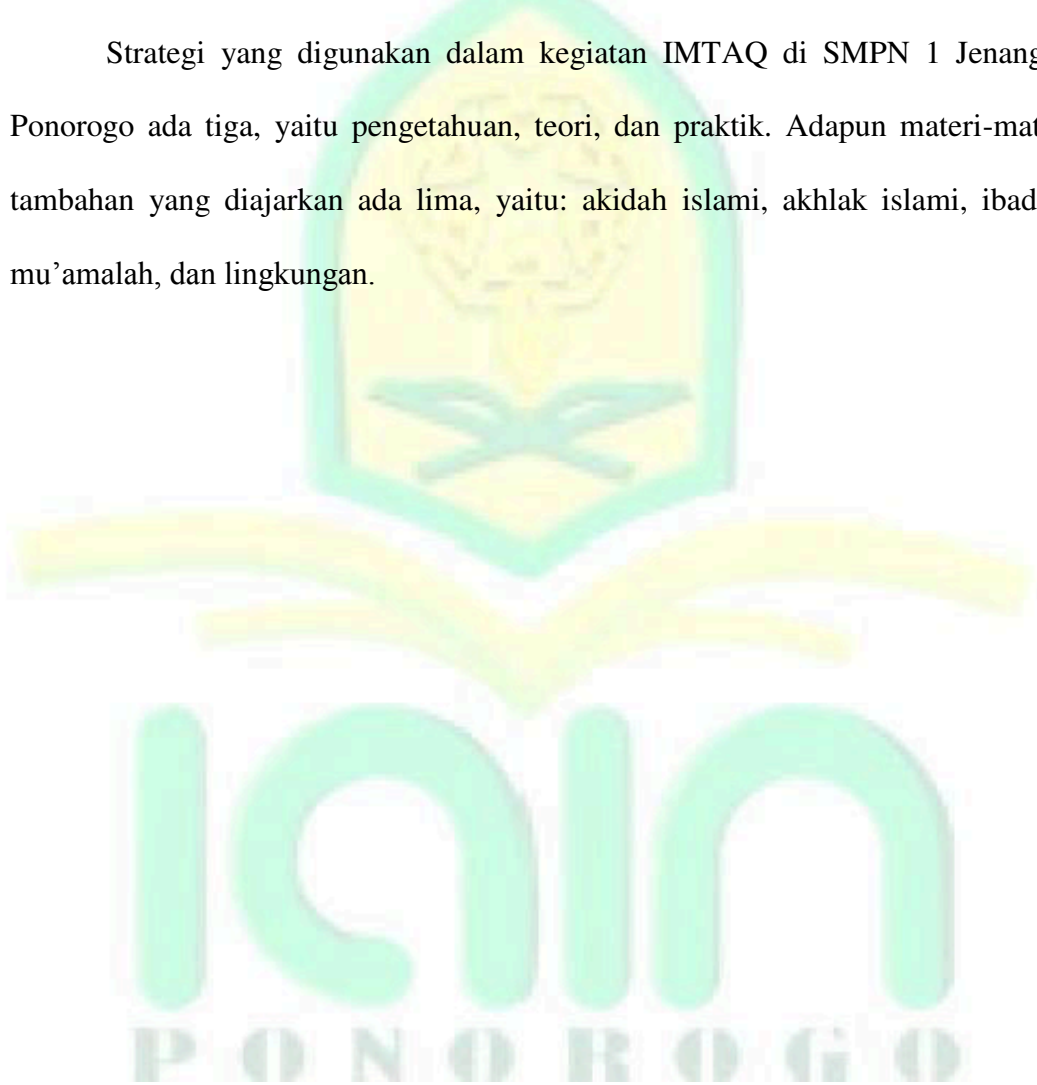 Strategi yang digunakan dalam kegiatan IMTAQ di SMPN 1 Jenang
Ponorogo ada tiga, yaitu pengetahuan, teori, dan praktik. Adapun materi-mat
tambahan yang diajarkan ada lima, yaitu: akidah islami, akhlak islami, ibad
mu’amalah, dan lingkungan.
iain
PONOROGO